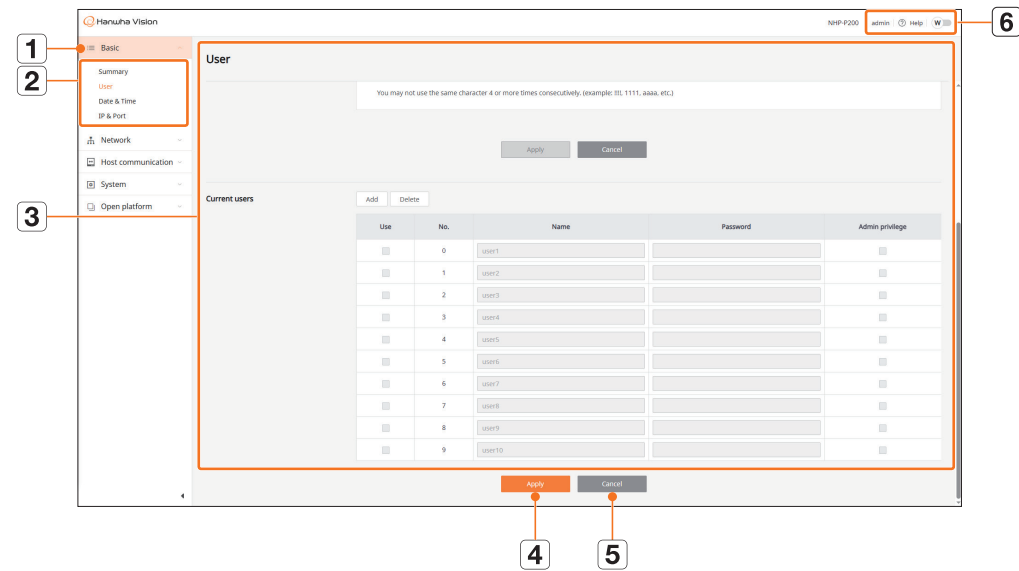 Hanwha Vision
NHP-P200 admin Help W
6
1
Basic
User
2
Summary
User
Date & Time
IP & Port
You may not use the same character 4 or more times consecutively. (example: !!!!, 1111, aaaa, etc.)
Network
Host communication
System
Open platform
Apply Cancel
3
Current users
Add Delete
Use No. Name Password Admin privilege
0 user1
1 user2
2 user3
3 user4
4 user5
5 user6
6 user7
7 user8
8 user9
9 user10
Apply Cancel
4 5